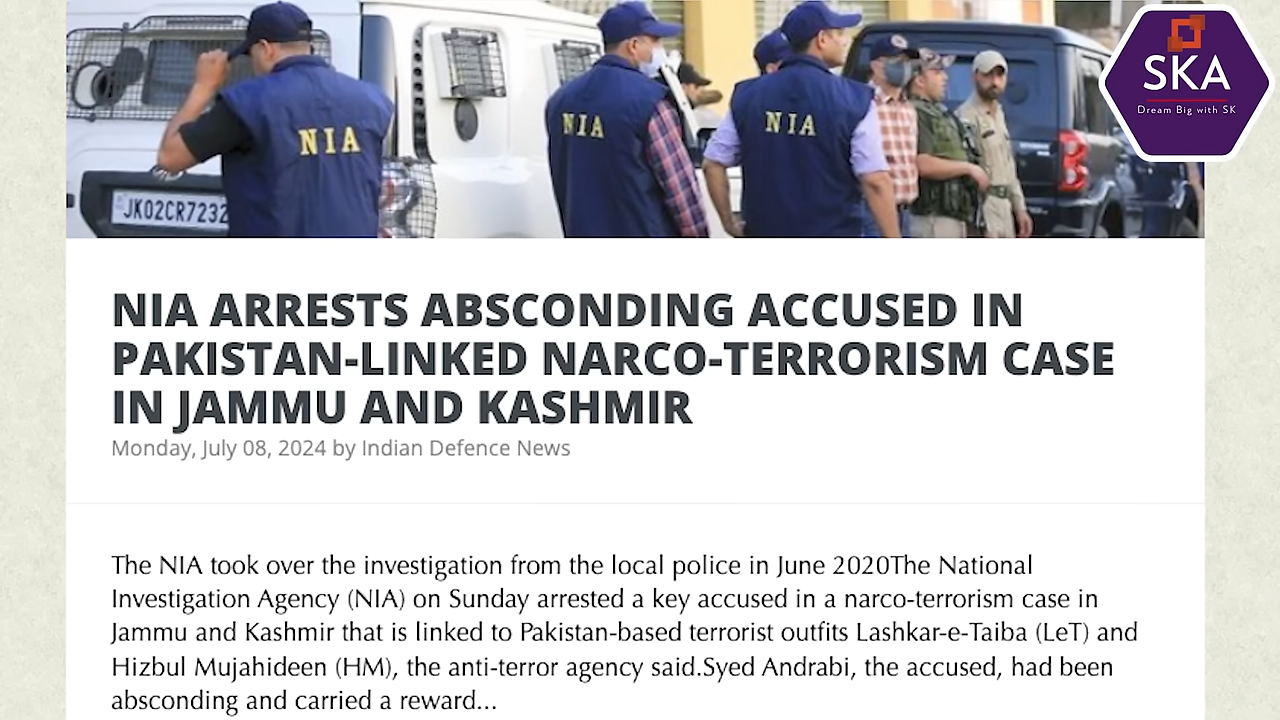 SKA
Dream Big with SK
NIA
NIA
NIA
JK02CR7232
NIA ARRESTS ABSCONDING ACCUSED IN
PAKISTAN-LINKED NARCO-TERRORISM CASE
IN JAMMU AND KASHMIR
Monday, July 08, 2024 by Indian Defence News
The NIA took over the investigation from the local police in June 2020The National
Investigation Agency (NIA) on Sunday arrested a key accused in a narco-terrorism case in
Jammu and Kashmir that is linked to Pakistan-based terrorist outfits Lashkar-e-Taiba (LeT) and
Hizbul Mujahideen (HM), the anti-terror agency said.Syed Andrabi, the accused, had been
absconding and carried a reward...